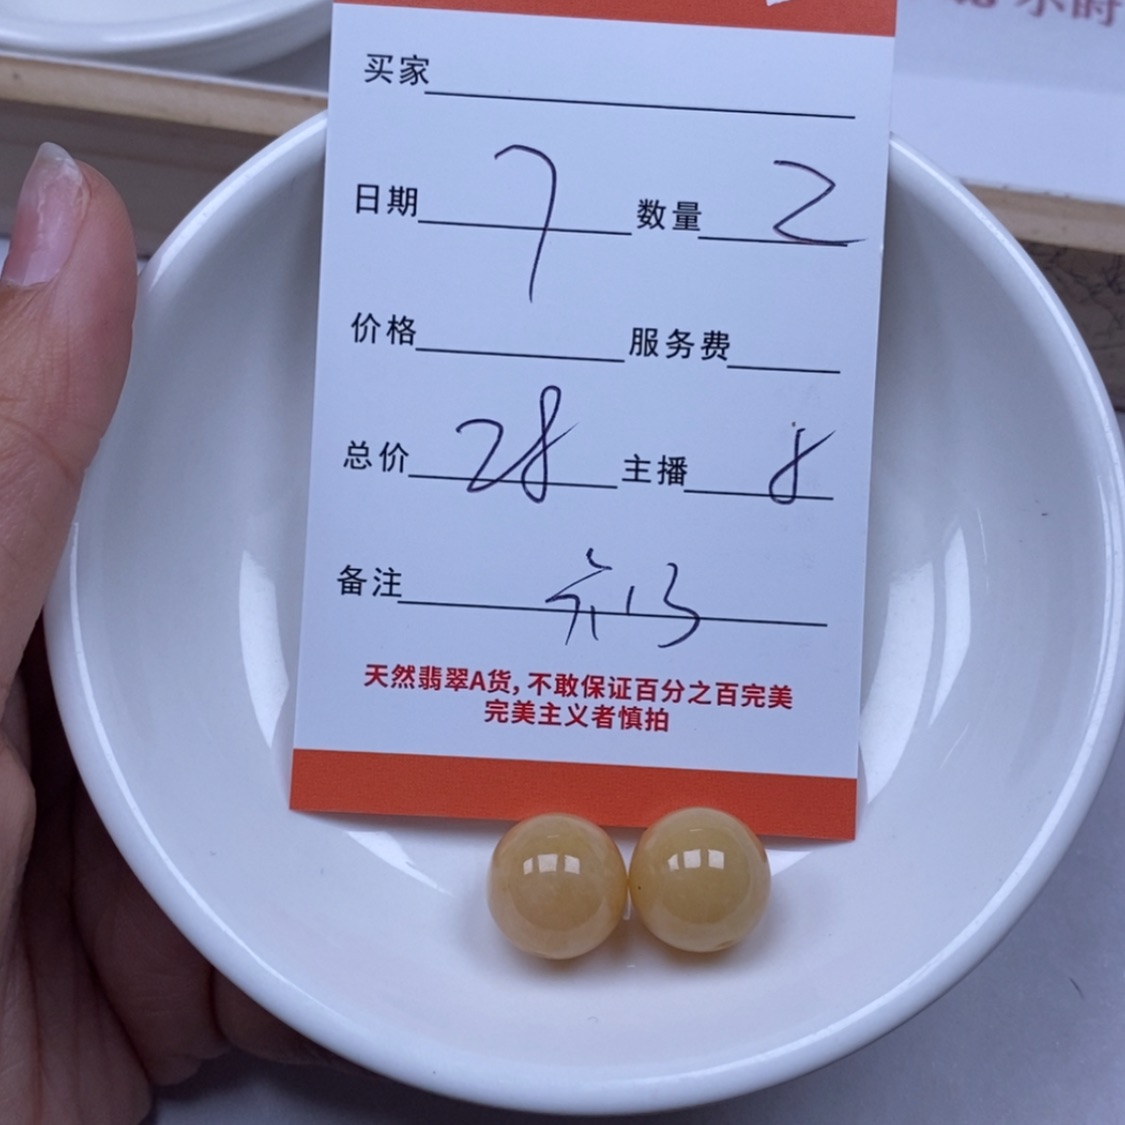 买家
日期 7 数量 2
价格 服务费
总价 28 主播 8
备注
天然翡翠A货,不敢保证百分之百完美
完美主义者慎拍